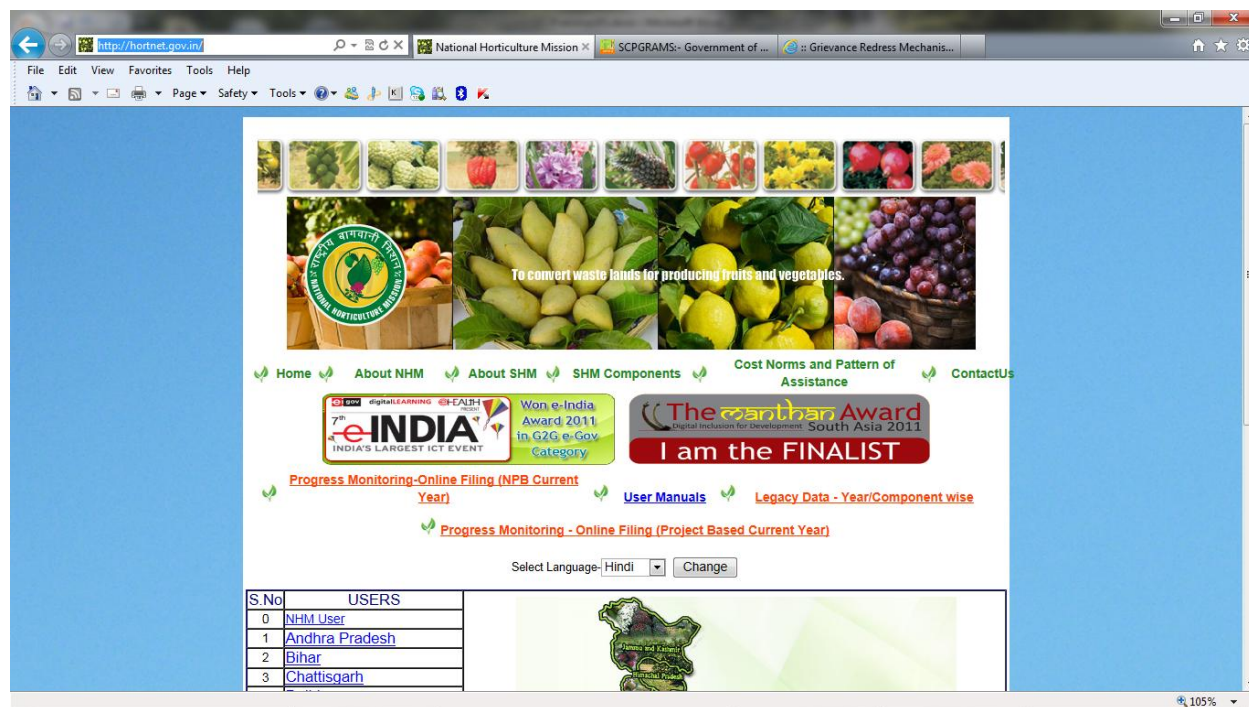 http://hortnet.gov.in/
National Horticulture Mission
SCPGRAMS:- Government of ...
:: Grievance Redress Mechanis...
File Edit View Favorites Tools Help
Page Safety Tools
राष्ट्रीय बागवानी मिशन
NATIONAL HORTICULTURE MISSION
To convert waste lands for producing fruits and vegetables.
Home About NHM About SHM SHM Components Cost Norms and Pattern of
Assistance ContactUs
egov digitalLEARNING eHEALTH
PRESENT
7th
e-INDIA
INDIA'S LARGEST ICT EVENT
Won e-India
Award 2011
in G2G e-Gov
Category
The manthan Award
Digital Inclusion for Development South Asia 2011
I am the FINALIST
Progress Monitoring-Online Filing (NPB Current
Year)
User Manuals
Legacy Data - Year/Component wise
Progress Monitoring - Online Filing (Project Based Current Year)
Select Language- Hindi Change
S.No USERS
0 NHM User
1 Andhra Pradesh
2 Bihar
3 Chattisgarh
Jammu and Kashmir
Himachal Pradesh
105%